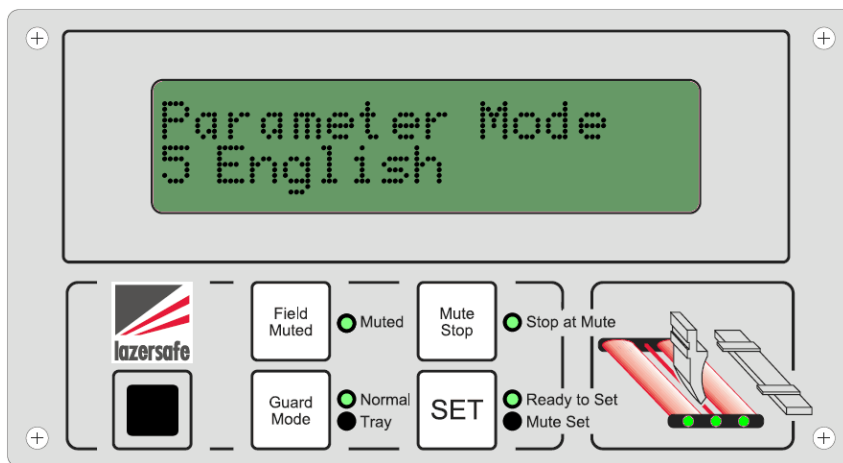 Parameter Mode
5 English
lazersafe
Field
Muted
Muted
Mute
Stop
Stop at Mute
Guard
Mode
Normal
Tray
SET
Ready to Set
Mute Set